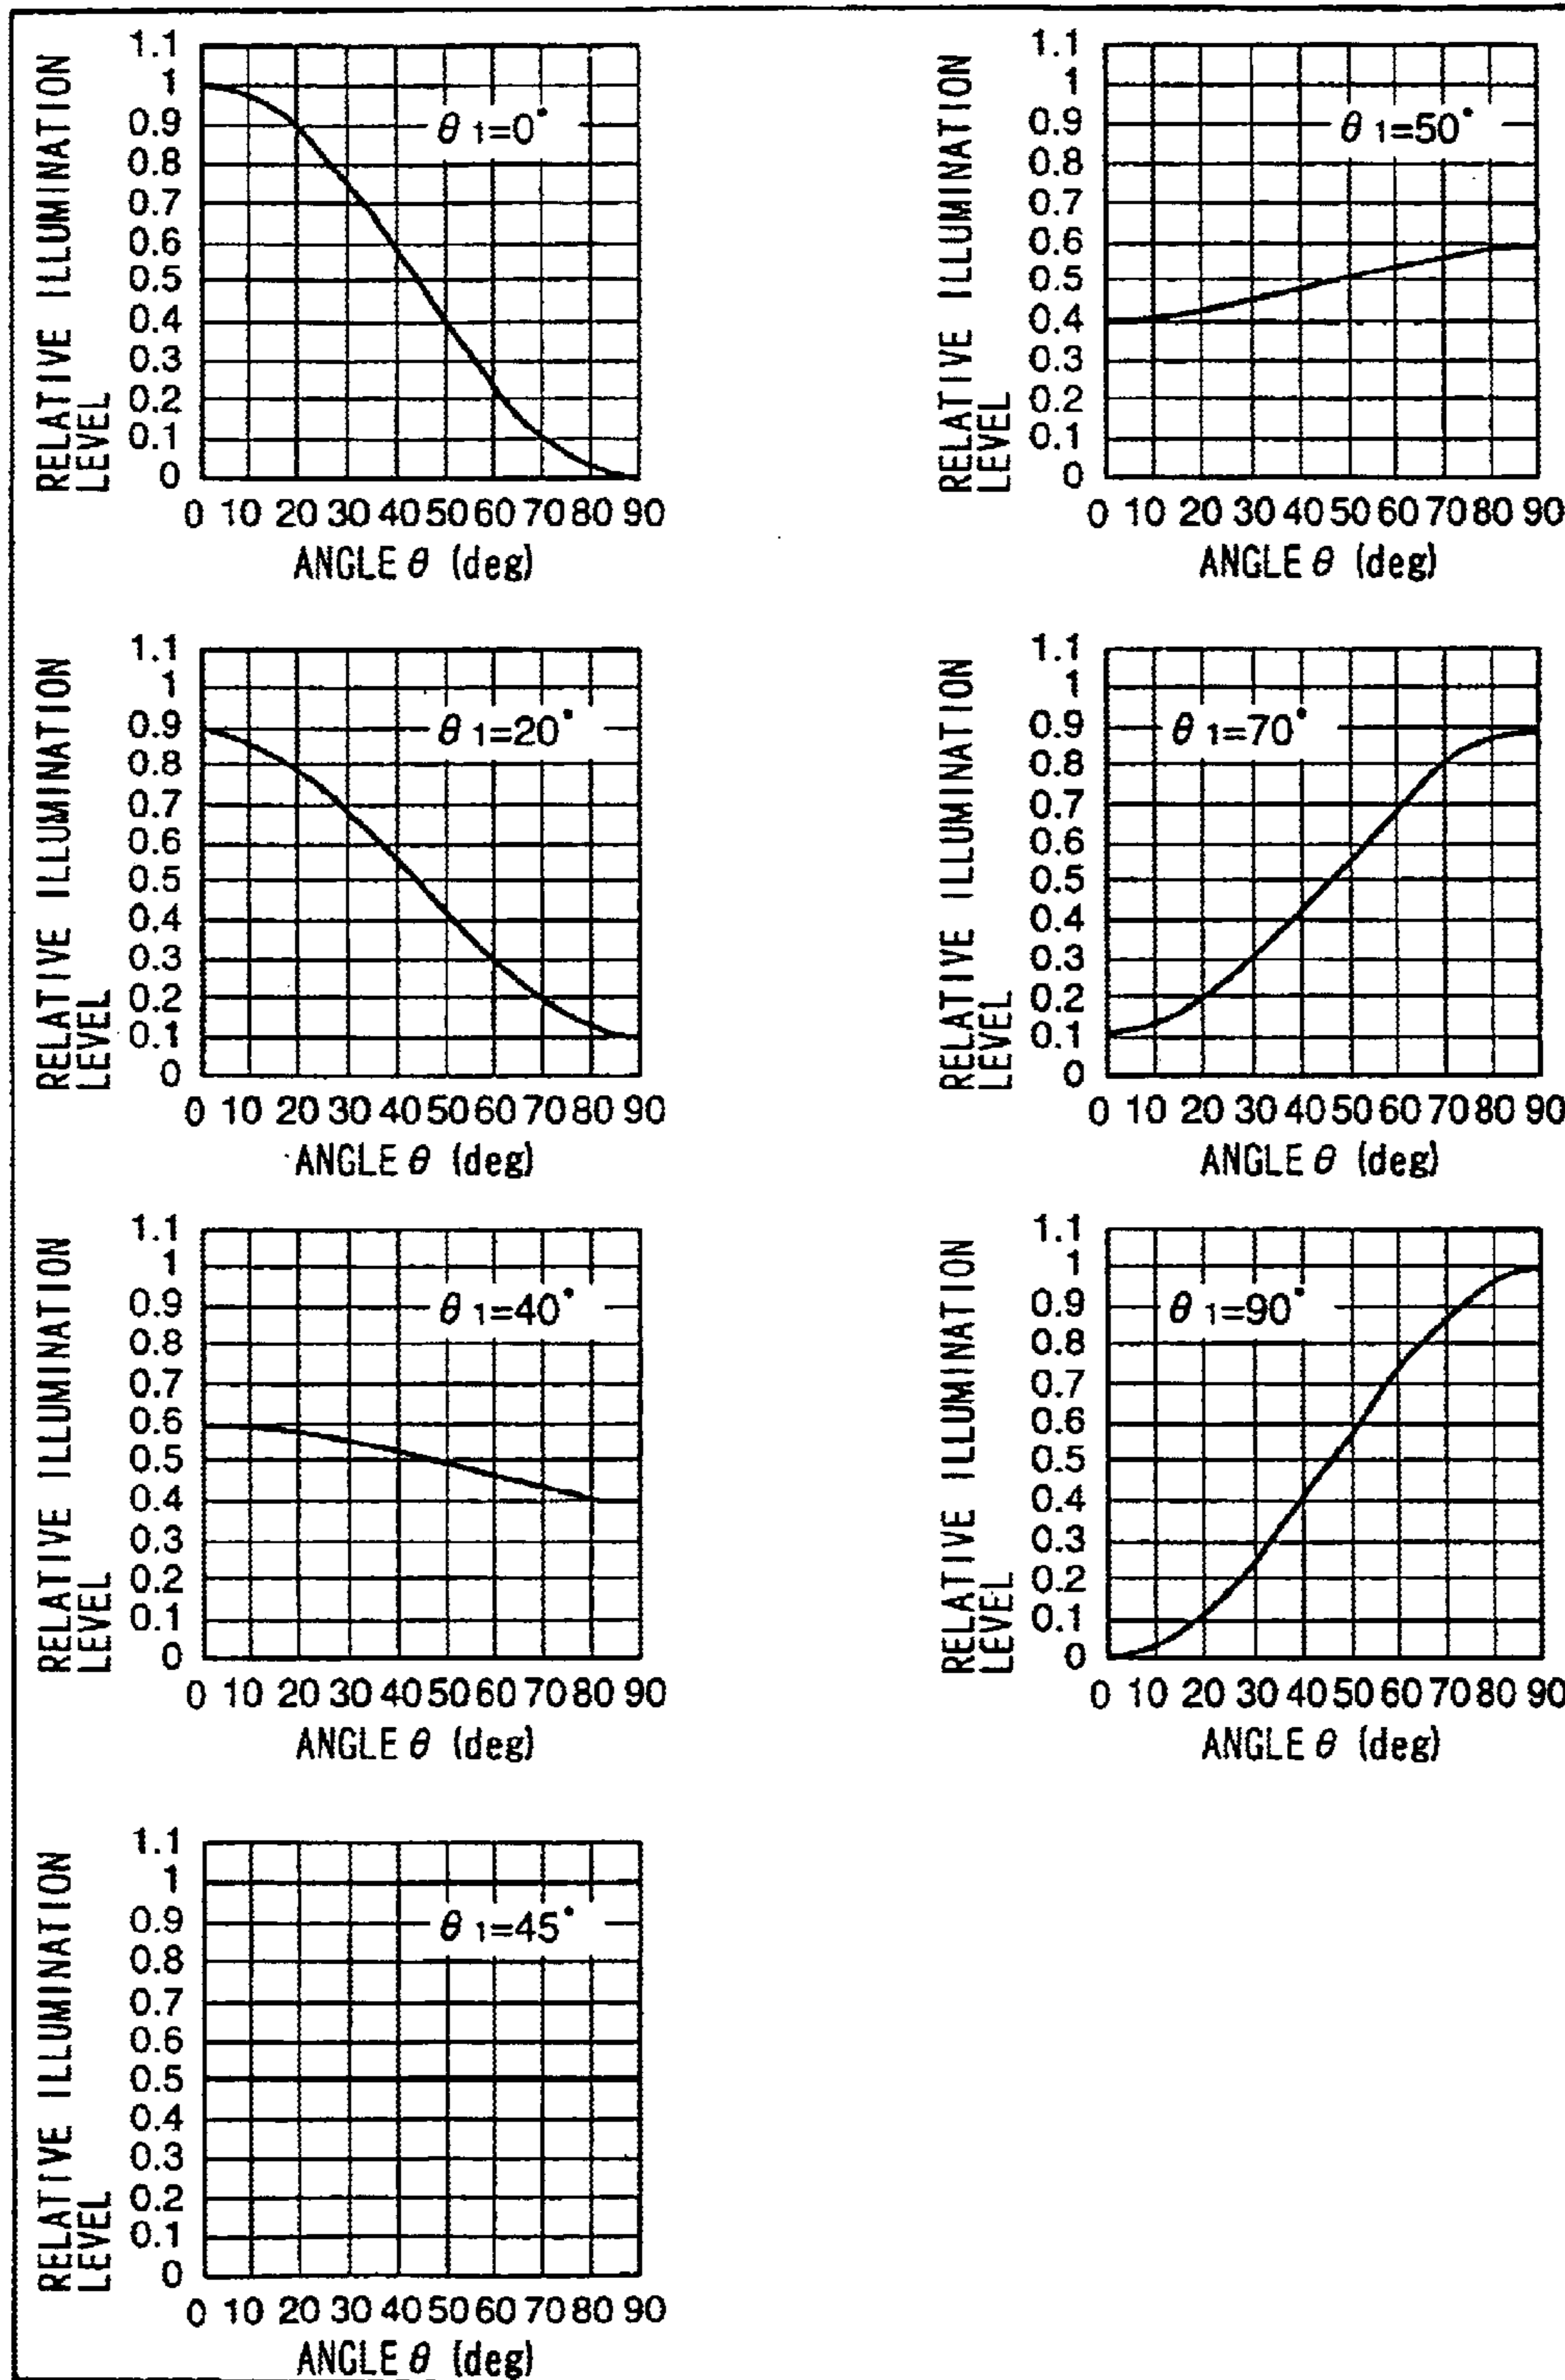 RELATIVE ILLUMINATION
LEVEL
1.1
1
0.9
0.8
0.7
0.6
0.5
0.4
0.3
0.2
0.1
0
θ 1=0°
0 10 20 30 40 50 60 70 80 90
ANGLE θ (deg)
RELATIVE ILLUMINATION
LEVEL
1.1
1
0.9
0.8
0.7
0.6
0.5
0.4
0.3
0.2
0.1
0
θ 1=50°
0 10 20 30 40 50 60 70 80 90
ANGLE θ (deg)
RELATIVE ILLUMINATION
LEVEL
1.1
1
0.9
0.8
0.7
0.6
0.5
0.4
0.3
0.2
0.1
0
θ 1=20°
0 10 20 30 40 50 60 70 80 90
ANGLE θ (deg)
RELATIVE ILLUMINATION
LEVEL
1.1
1
0.9
0.8
0.7
0.6
0.5
0.4
0.3
0.2
0.1
0
θ 1=70°
0 10 20 30 40 50 60 70 80 90
ANGLE θ (deg)
RELATIVE ILLUMINATION
LEVEL
1.1
1
0.9
0.8
0.7
0.6
0.5
0.4
0.3
0.2
0.1
0
θ 1=40°
0 10 20 30 40 50 60 70 80 90
ANGLE θ (deg)
RELATIVE ILLUMINATION
LEVEL
1.1
1
0.9
0.8
0.7
0.6
0.5
0.4
0.3
0.2
0.1
0
θ 1=90°
0 10 20 30 40 50 60 70 80 90
ANGLE θ (deg)
RELATIVE ILLUMINATION
LEVEL
1.1
1
0.9
0.8
0.7
0.6
0.5
0.4
0.3
0.2
0.1
0
θ 1=45°
0 10 20 30 40 50 60 70 80 90
ANGLE θ (deg)